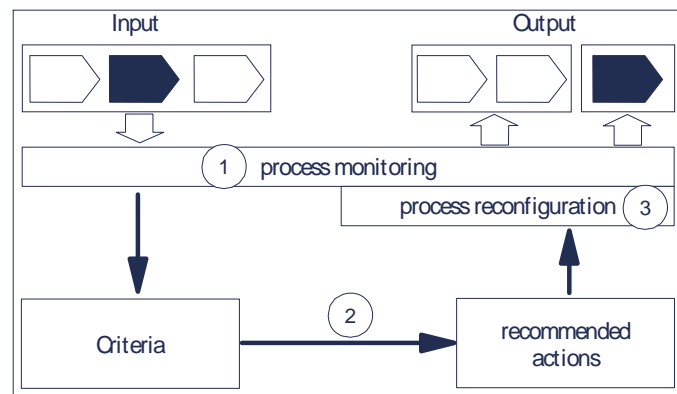 Input
Output
1 process monitoring
process reconfiguration 3
2
Criteria
recommended
actions